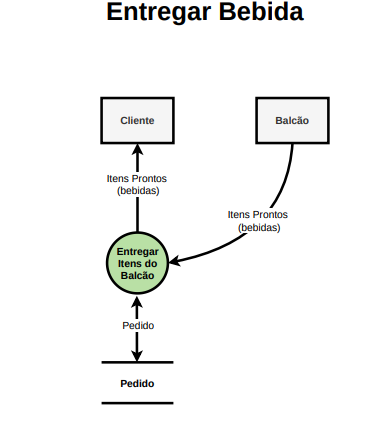 Entregar Bebida
Cliente
Balcão
Itens Prontos
(bebidas)
Itens Prontos
(bebidas)
Entregar
Itens do
Balcão
Pedido
Pedido